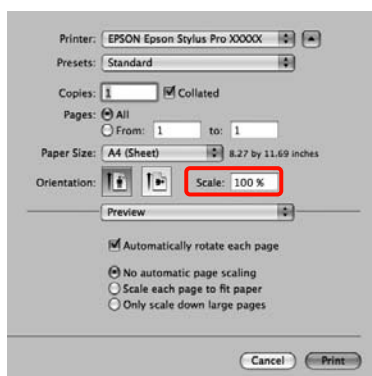 Printer: EPSON Epson Stylus Pro XXXXX
Presets: Standard
Copies: 1 Collated
Pages: All
From: 1 to: 1
Paper Size: A4 (Sheet) 8.27 by 11.69 inches
Orientation: Scale: 100 %
Preview
Automatically rotate each page
No automatic page scaling
Scale each page to fit paper
Only scale down large pages
Cancel Print